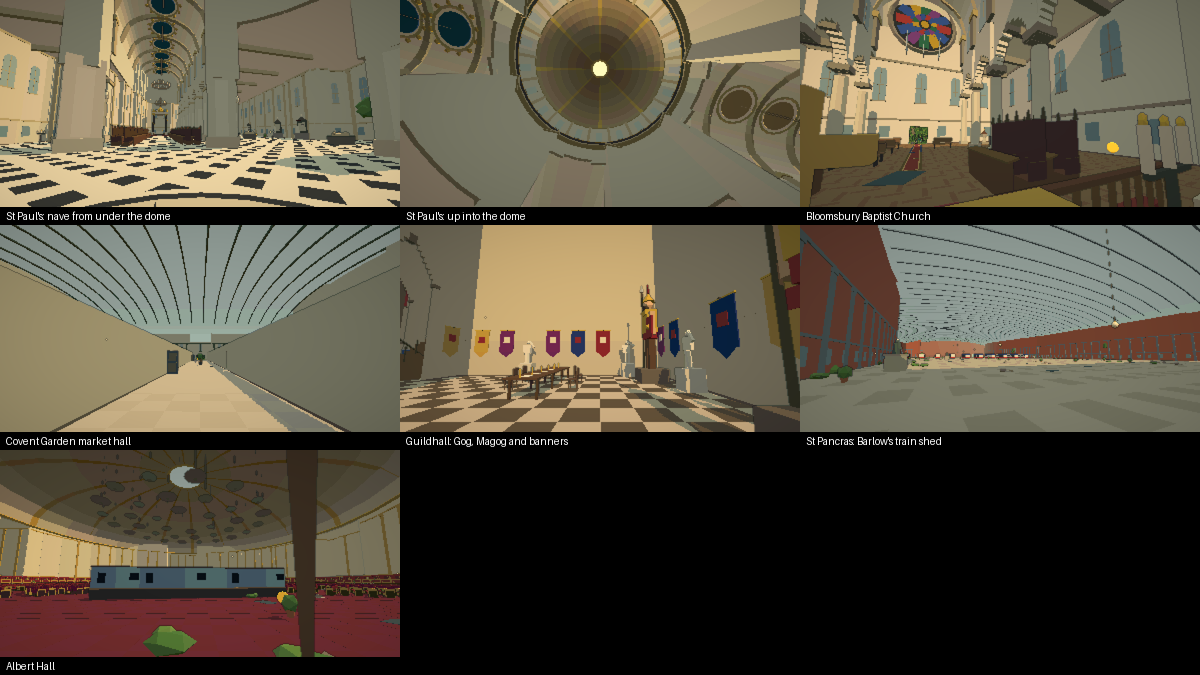 St Paul's: nave from under the dome
St Paul's: up into the dome
Bloomsbury Baptist Church
Covent Garden market hall
Guildhall: Gog, Magog and banners
St Pancras: Barlow's train shed
Albert Hall